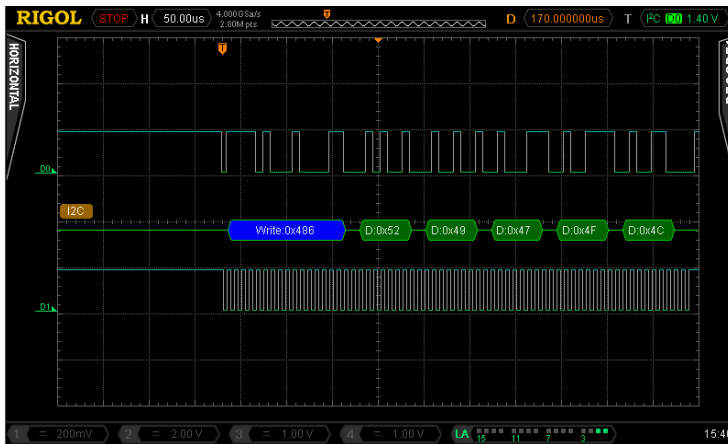 RIGOL STOP H 50.00us 4.000GSa/s 2.80M pts D 170.000000us T I²C D0 1.40 V
HORIZONTAL
T
D0
I2C
Write:0x486 D:0x52 D:0x49 D:0x47 D:0x4F D:0x4C
D1
1 = 200mV 2 = 2.00 V 3 = 1.00 V 4 = 1.00 V LA 15 11 7 3 15:4